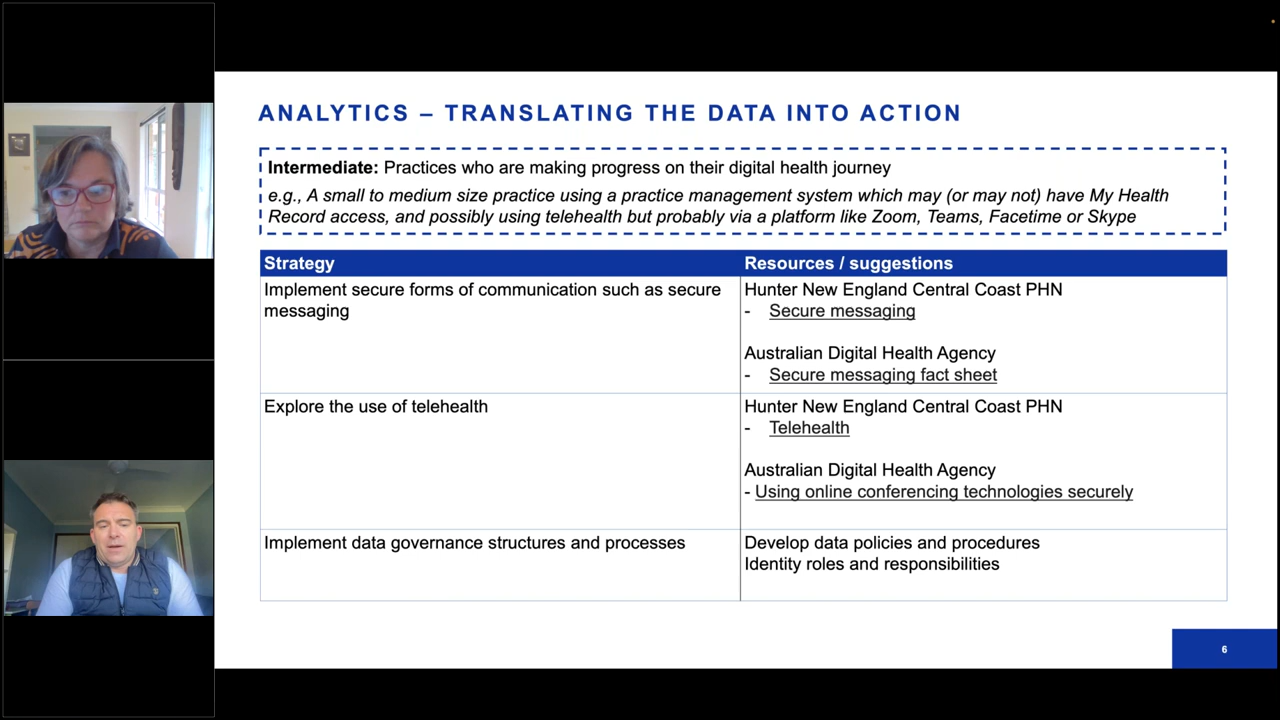 ANALYTICS – TRANSLATING THE DATA INTO ACTION
Intermediate: Practices who are making progress on their digital health journey
e.g., A small to medium size practice using a practice management system which may (or may not) have My Health
Record access, and possibly using telehealth but probably via a platform like Zoom, Teams, Facetime or Skype
Strategy
Resources / suggestions
Implement secure forms of communication such as secure
messaging
Hunter New England Central Coast PHN
- Secure messaging
Australian Digital Health Agency
- Secure messaging fact sheet
Explore the use of telehealth
Hunter New England Central Coast PHN
- Telehealth
Australian Digital Health Agency
- Using online conferencing technologies securely
Implement data governance structures and processes
Develop data policies and procedures
Identity roles and responsibilities
6